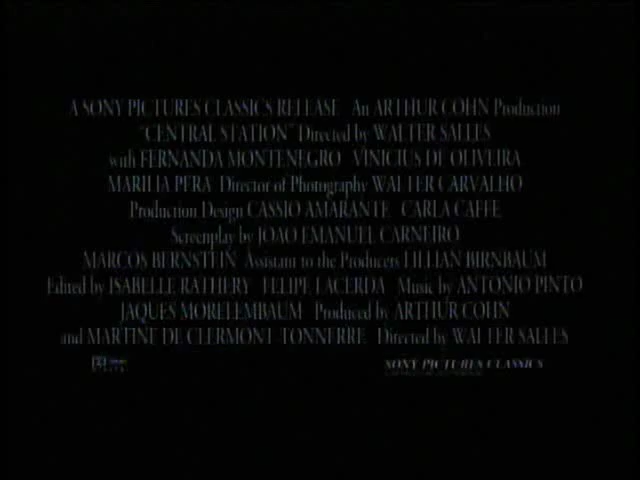 A SONY PICTURES CLASSICS RELEASE An ARTHUR COHN Production
"CENTRAL STATION" Directed by WALTER SALLES
with FERNANDA MONTENEGRO VINICIUS DE OLIVEIRA
MARILIA PERA Director of Photography WALTER CARVALHO
Production Design CASSIO AMARANTE CARLA CAFFE
Screenplay by JOAO EMANUEL CARNEIRO
MARCOS BERNSTEIN Assistant to the Producers LILLIAN BIRNBAUM
Edited by ISABELLE RATHERY FELIPE LACERDA Music by ANTONIO PINTO
JAQUES MORELEMBAUM Produced by ARTHUR COHN
and MARTINE DE CLERMONT-TONNERRE Directed by WALTER SALLES
SONY PICTURES CLASSICS